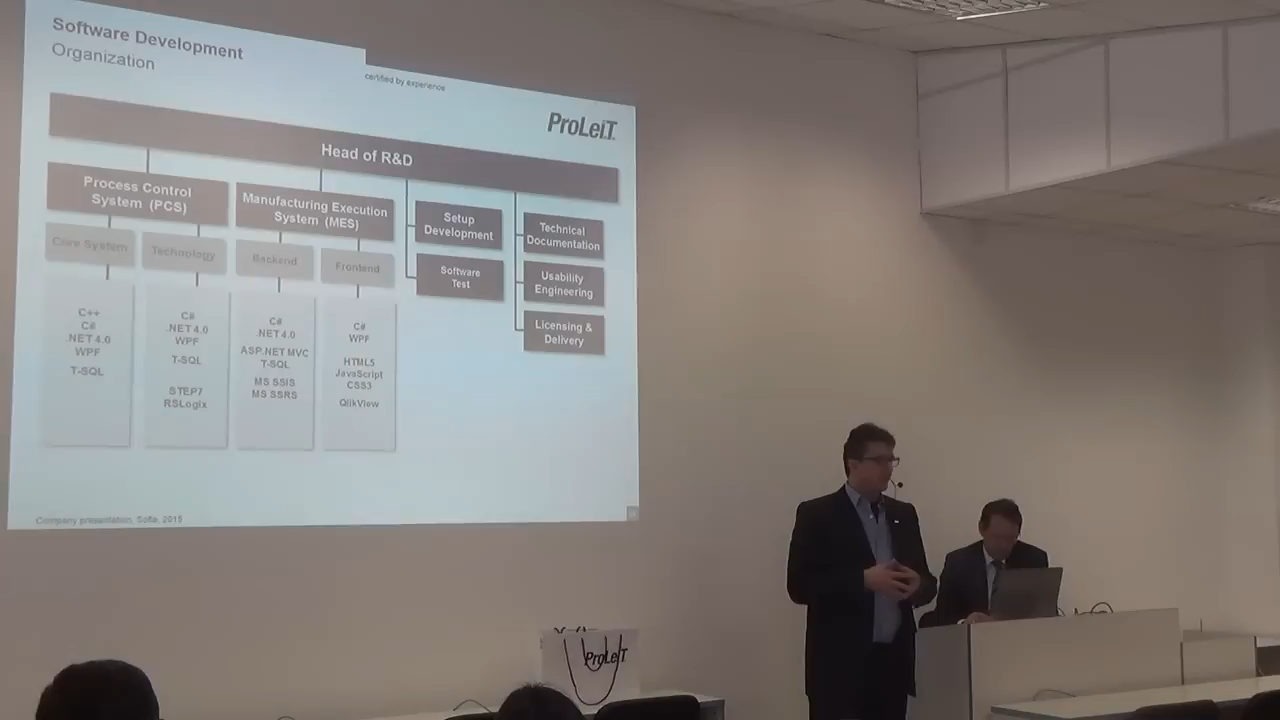 Software Development
Organization
certified by experience
ProLeiT
Head of R&D
Process Control
System (PCS)
Manufacturing Execution
System (MES)
Setup
Development
Technical
Documentation
Core System
Technology
Backend
Frontend
Software
Test
Usability
Engineering
Licensing &
Delivery
C++
C#
.NET 4.0
WPF
T-SQL
C#
.NET 4.0
WPF
T-SQL
STEP7
RSLogix
C#
.NET 4.0
ASP.NET MVC
T-SQL
MS SSIS
MS SSRS
C#
WPF
HTML5
JavaScript
CSS3
QlikView
Company presentation, Sofia, 2015
ProLeiT